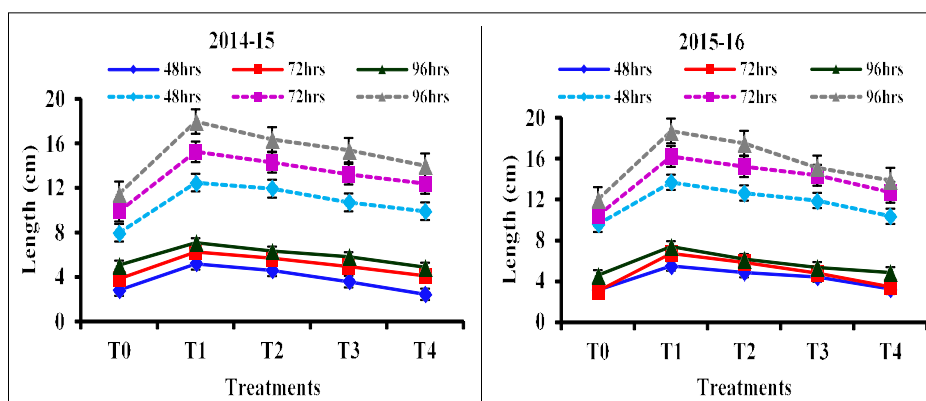 2014-15
48hrs 72hrs 96hrs
48hrs 72hrs 96hrs
20
16
12
8
4
0
Length (cm)
T0 T1 T2 T3 T4
Treatments
2015-16
48hrs 72hrs 96hrs
48hrs 72hrs 96hrs
20
16
12
8
4
0
Length (cm)
T0 T1 T2 T3 T4
Treatments